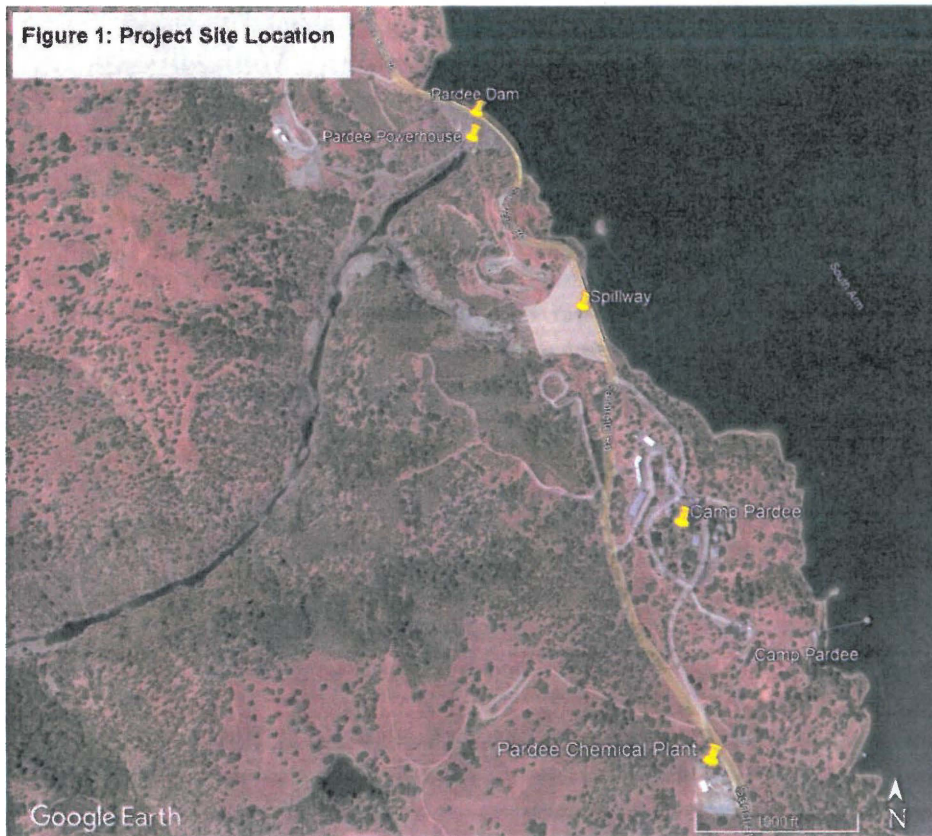 Figure 1: Project Site Location
Pardee Dam
Pardee Powerhouse
Spillway
South Arm
Camp Pardee
Camp Pardee
Pardee Chemical Plant
Google Earth
1000 ft
N